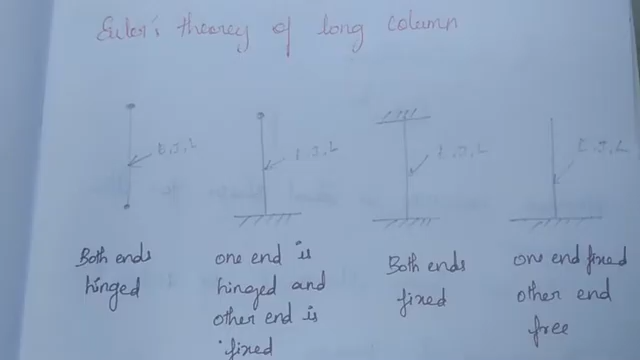 Euler's theorey of long column
E, I, L
E, I, L
E, I, L
E, I, L
Both ends
hinged
one end is
hinged and
other end is
fixed
Both ends
fixed
one end fixed
other end
free